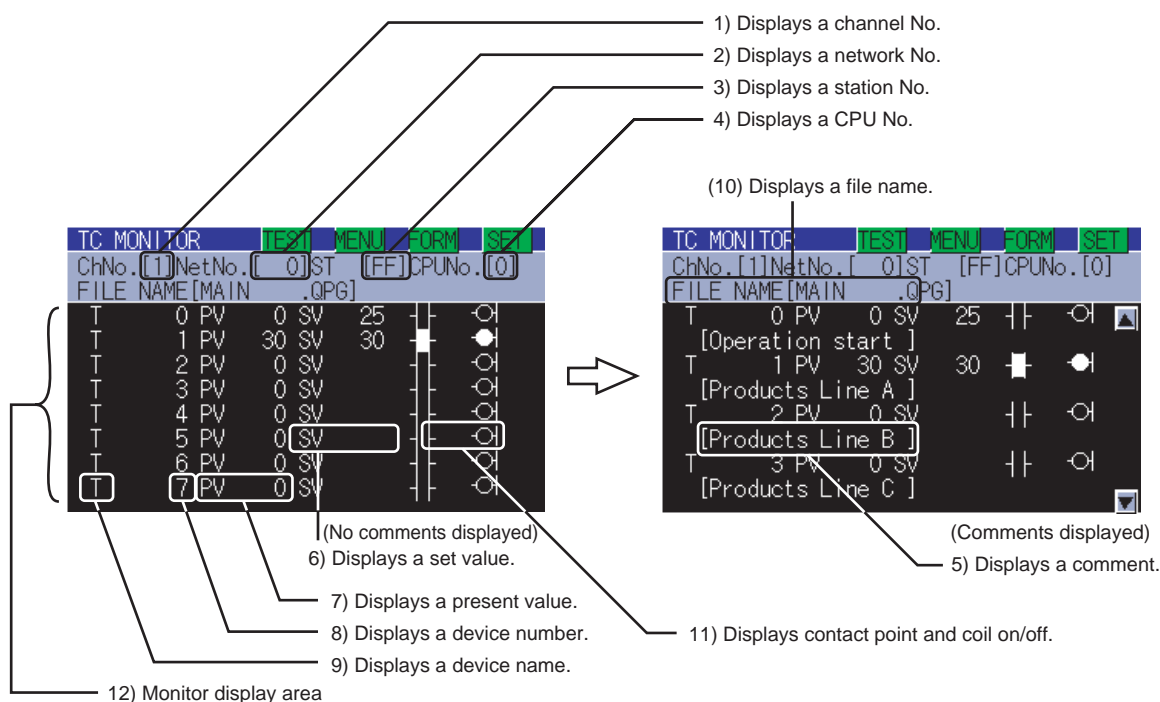 1) Displays a channel No.
2) Displays a network No.
3) Displays a station No.
4) Displays a CPU No.
(10) Displays a file name.
TC MONITOR TEST MENU FORM SET
ChNo.[1]NetNo.[ 0]ST [FF]CPUNo.[0]
FILE NAME[MAIN .QPG]
T 0 PV 0 SV 25
T 1 PV 30 SV 30
T 2 PV 0 SV
T 3 PV 0 SV
T 4 PV 0 SV
T 5 PV 0 SV
T 6 PV 0 SV
T 7 PV 0 SV
TC MONITOR TEST MENU FORM SET
ChNo.[1]NetNo.[ 0]ST [FF]CPUNo.[0]
FILE NAME[MAIN .QPG]
T 0 PV 0 SV 25
[Operation start ]
T 1 PV 30 SV 30
[Products Line A ]
T 2 PV 0 SV
[Products Line B ]
T 3 PV 0 SV
[Products Line C ]
(No comments displayed)
6) Displays a set value.
(Comments displayed)
5) Displays a comment.
7) Displays a present value.
8) Displays a device number.
11) Displays contact point and coil on/off.
9) Displays a device name.
12) Monitor display area